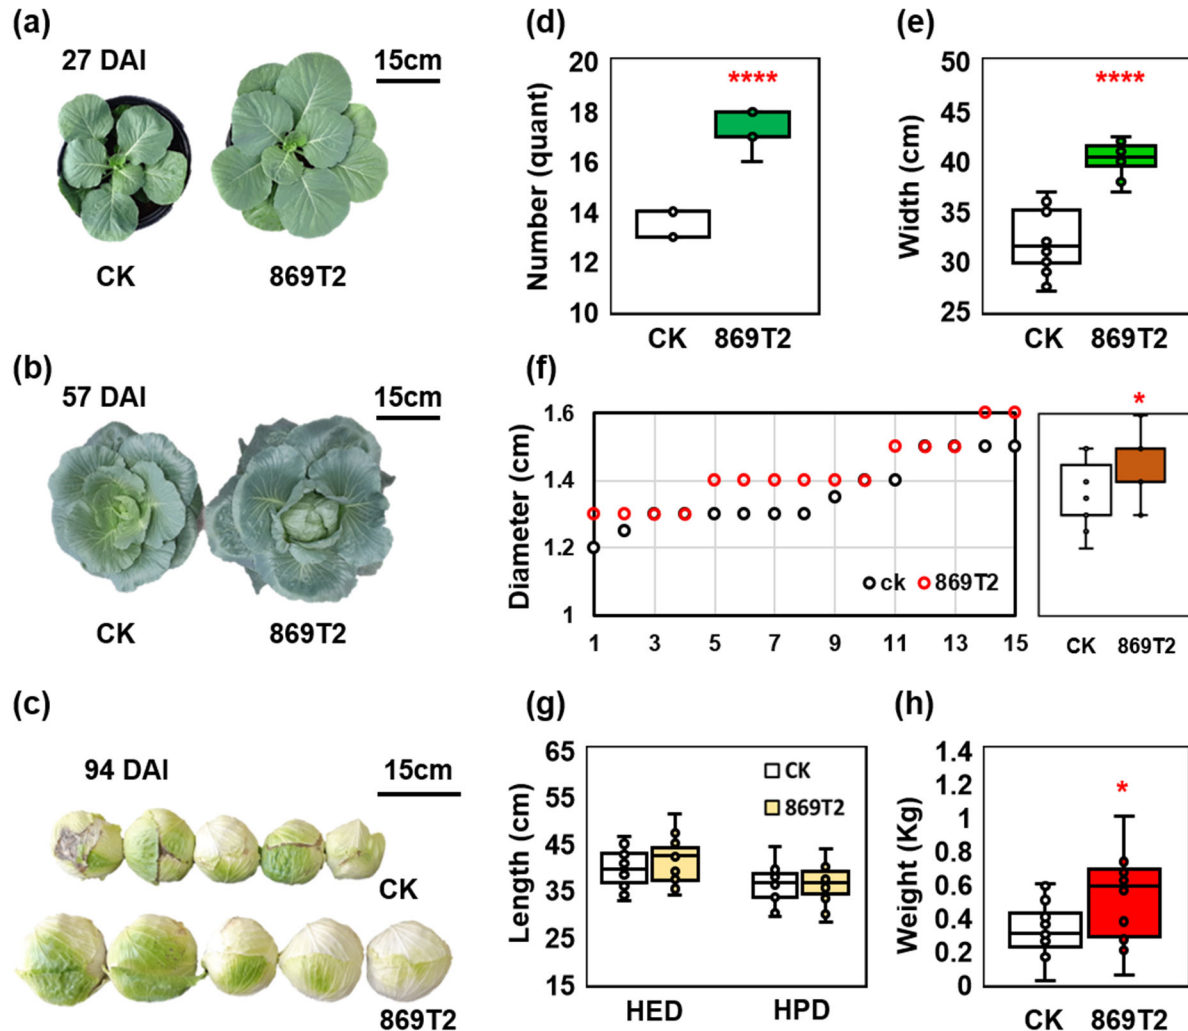 (a)
27 DAI
15cm
CK
869T2
(b)
57 DAI
15cm
CK
869T2
(c)
94 DAI
15cm
CK
869T2
(d)
Number (quant)
20
18
16
14
12
10
****
CK
869T2
(e)
Width (cm)
50
45
40
35
30
25
****
CK
869T2
(f)
Diameter (cm)
1.6
1.4
1.2
1
ck
869T2
1
3
5
7
9
11
13
15
*
CK
869T2
(g)
Length (cm)
65
55
45
35
25
15
CK
869T2
HED
HPD
(h)
Weight (Kg)
1.4
1.2
1
0.8
0.6
0.4
0.2
0
*
CK
869T2